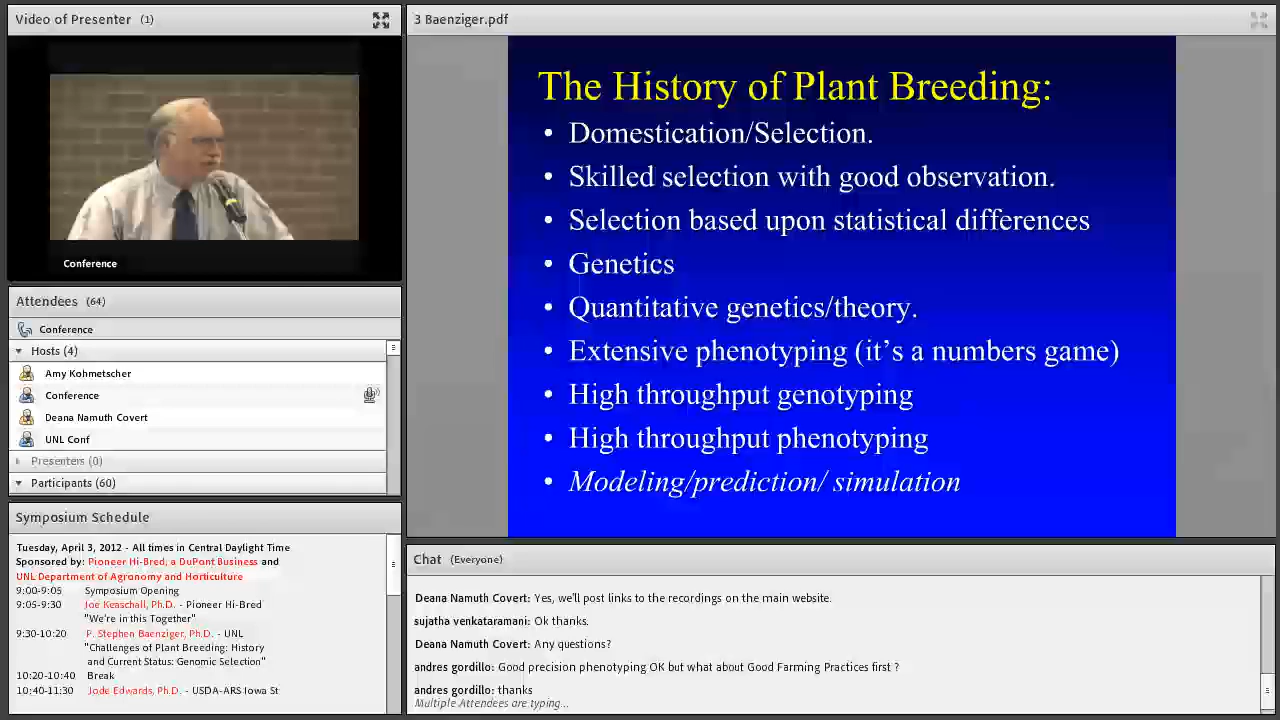 Video of Presenter (1)
Conference
Attendees (64)
Conference
Hosts (4)
Amy Kohmetscher
Conference
Deana Namuth Covert
UNL Conf
Presenters (0)
Participants (60)
Symposium Schedule
Tuesday, April 3, 2012 - All times in Central Daylight Time
Sponsored by: Pioneer Hi-Bred, a DuPont Business and
UNL Department of Agronomy and Horticulture
9:00-9:05 Symposium Opening
9:05-9:30 Joe Keaschall, Ph.D. - Pioneer Hi-Bred
"We're in this Together"
9:30-10:20 P. Stephen Baenziger, Ph.D. - UNL
"Challenges of Plant Breeding: History
and Current Status: Genomic Selection"
10:20-10:40 Break
10:40-11:30 Jode Edwards, Ph.D. - USDA-ARS Iowa St
3 Baenziger.pdf
The History of Plant Breeding:
• Domestication/Selection.
• Skilled selection with good observation.
• Selection based upon statistical differences
• Genetics
• Quantitative genetics/theory.
• Extensive phenotyping (it's a numbers game)
• High throughput genotyping
• High throughput phenotyping
• Modeling/prediction/ simulation
Chat (Everyone)
Deana Namuth Covert: Yes, we'll post links to the recordings on the main website.
sujatha venkataramani: Ok thanks.
Deana Namuth Covert: Any questions?
andres gordillo: Good precision phenotyping OK but what about Good Farming Practices first ?
andres gordillo: thanks
Multiple Attendees are typing...